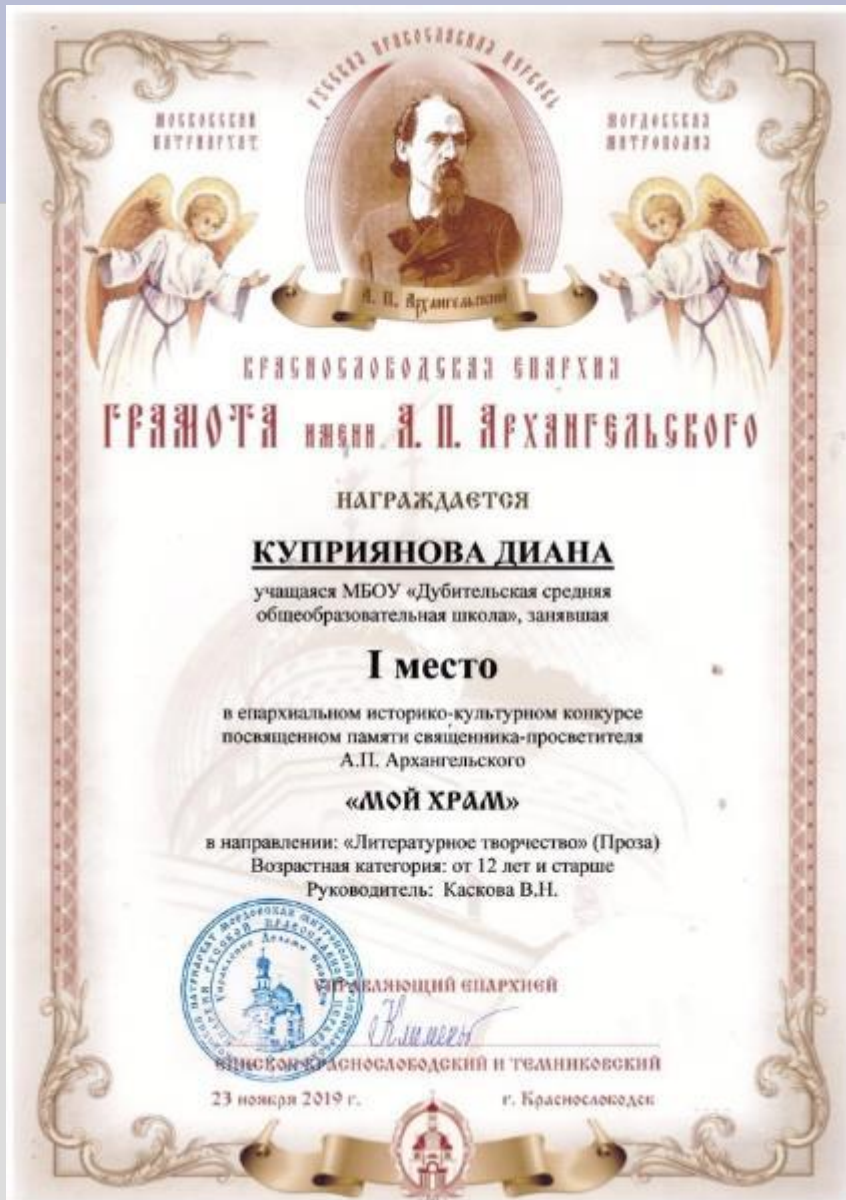 РУССКАЯ ПРАВОСЛАВНАЯ ЦЕРКОВЬ
МОСКОВСКИЙ
ПАТРИАРХАТ
МОРДОВСКАЯ
МИТРОПОЛИЯ
А. П. Архангельский
КРАСНОСЛОБОДСКАЯ ЕПАРХИЯ
ГРАМОТА ИМЕНИ А. П. АРХАНГЕЛЬСКОГО
НАГРАЖДАЕТСЯ
КУПРИЯНОВА ДИАНА
учащаяся МБОУ «Дубительская средняя
общеобразовательная школа», занявшая
I место
в епархиальном историко-культурном конкурсе
посвященном памяти священника-просветителя
А.П. Архангельского
«МОЙ ХРАМ»
в направлении: «Литературное творчество» (Проза)
Возрастная категория: от 12 лет и старше
Руководитель: Каскова В.Н.
УПРАВЛЯЮЩИЙ ЕПАРХИЕЙ
ЕПИСКОП КРАСНОСЛОБОДСКИЙ И ТЕМНИКОВСКИЙ
23 ноября 2019 г.
г. Краснослободск